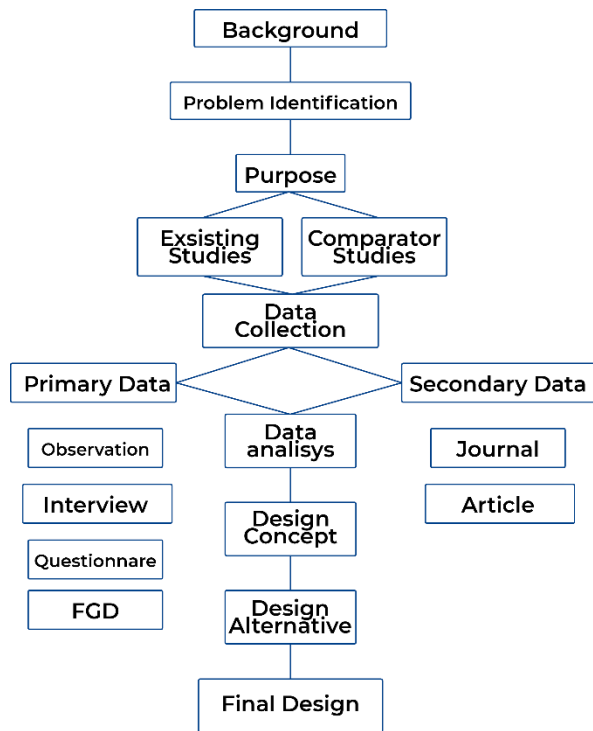 Background
Problem Identification
Purpose
Exsisting
Studies
Comparator
Studies
Data
Collection
Primary Data
Secondary Data
Observation
Data
analisys
Journal
Interview
Article
Design
Concept
Questionnare
FGD
Design
Alternative
Final Design